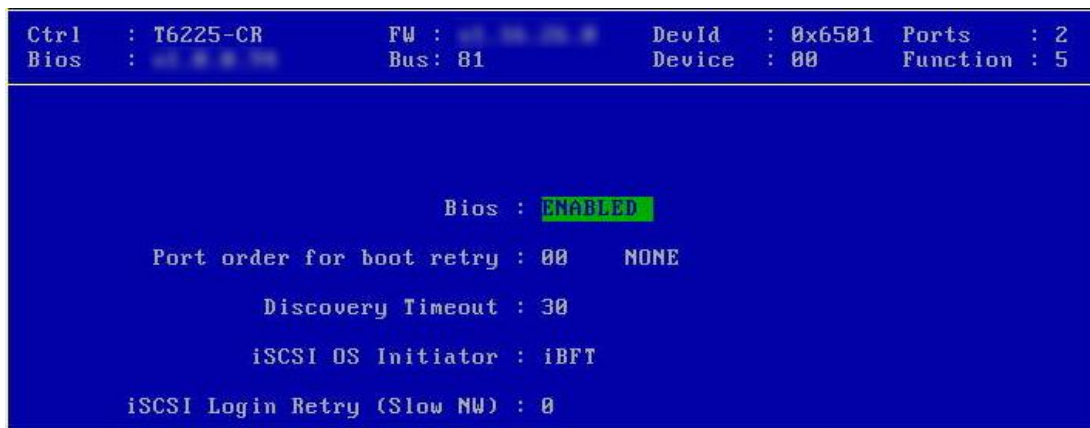 Ctrl : T6225-CR FW : DevId : 0x6501 Ports : 2
Bios : Bus: 81 Device : 00 Function : 5
Bios : ENABLED
Port order for boot retry : 00 NONE
Discovery Timeout : 30
iSCSI OS Initiator : iBFT
iSCSI Login Retry (Slow NW) : 0